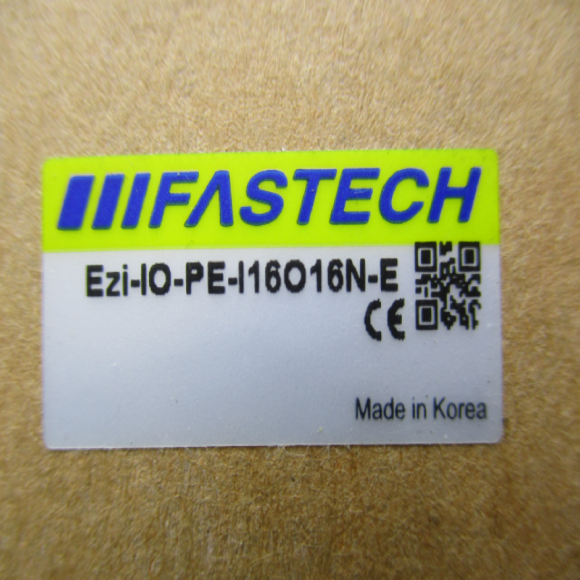 FASTECH
Ezi-IO-PE-I16O16N-E
CE
Made in Korea